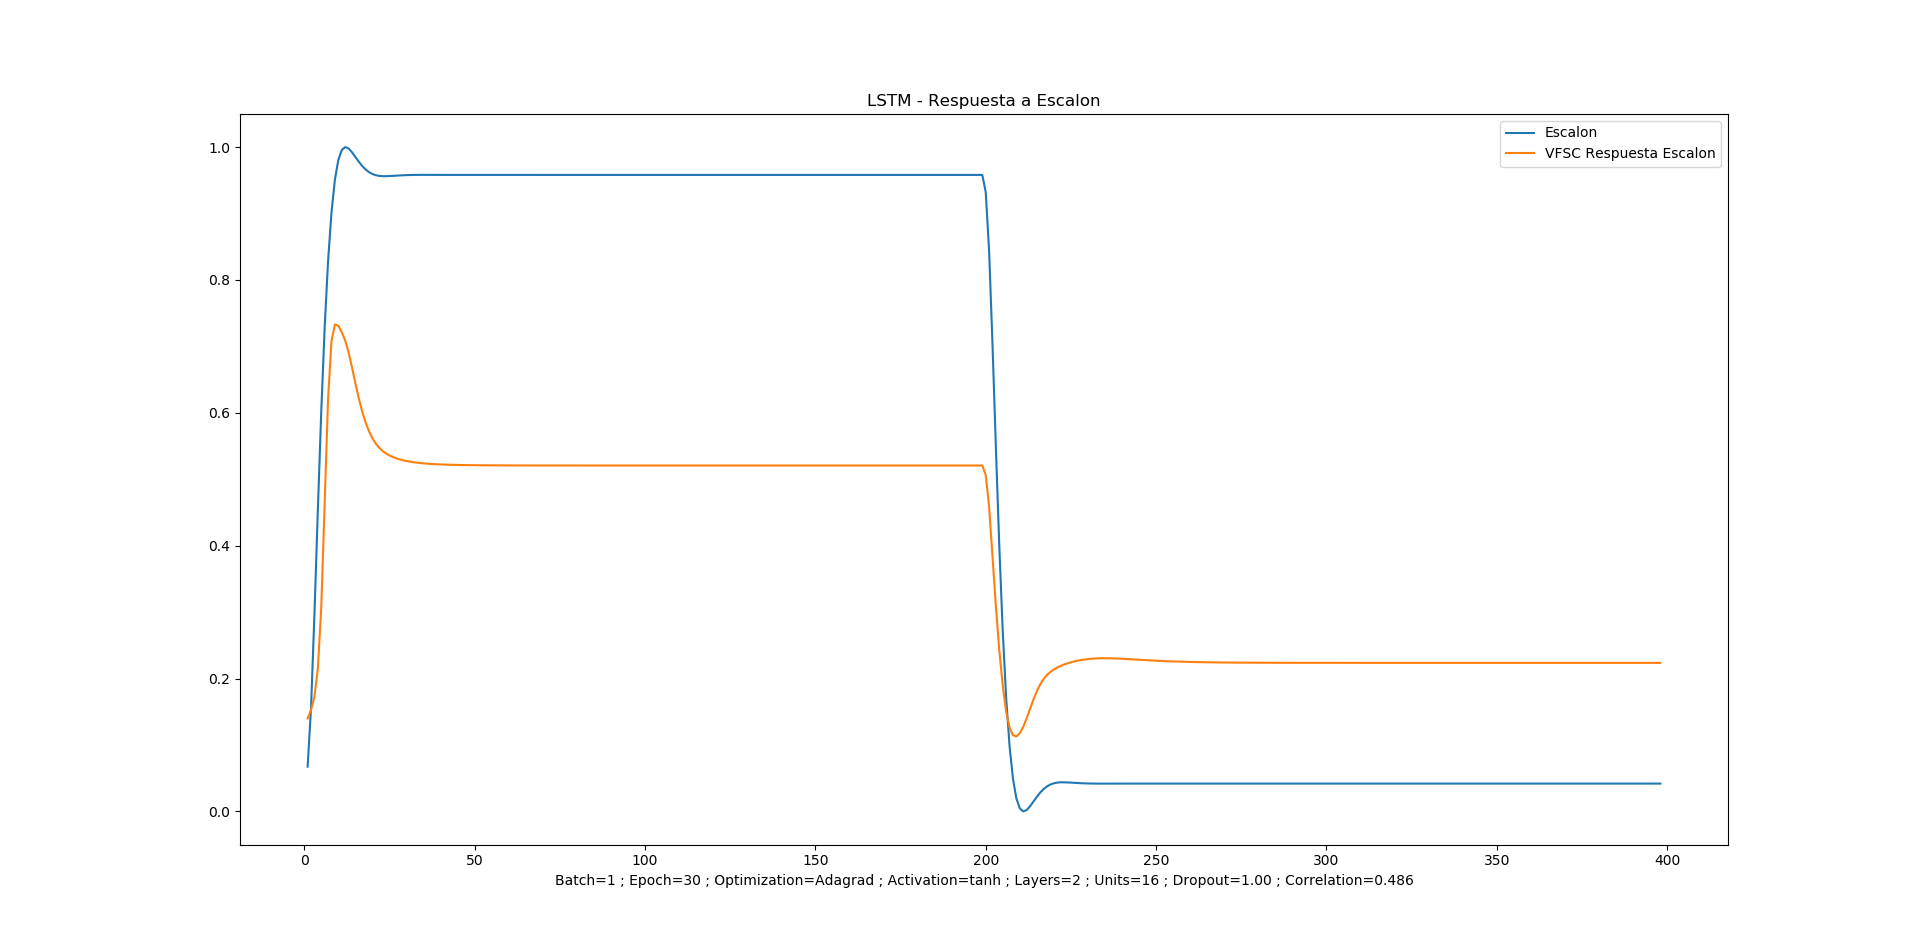 LSTM - Respuesta a Escalon
Escalon
VFSC Respuesta Escalon
1.0
0.8
0.6
0.4
0.2
0.0
0 50 100 150 200 250 300 350 400
Batch=1 ; Epoch=30 ; Optimization=Adagrad ; Activation=tanh ; Layers=2 ; Units=16 ; Dropout=1.00 ; Correlation=0.486